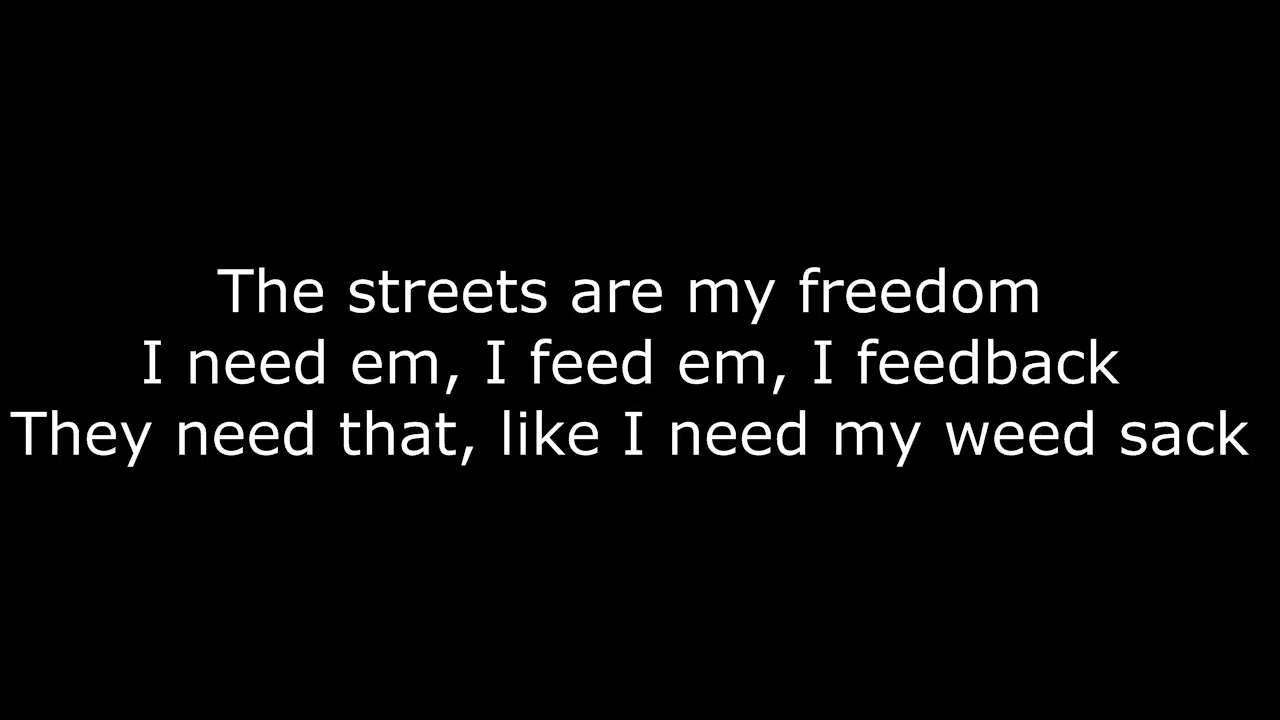 The streets are my freedom
I need em, I feed em, I feedback
They need that, like I need my weed sack